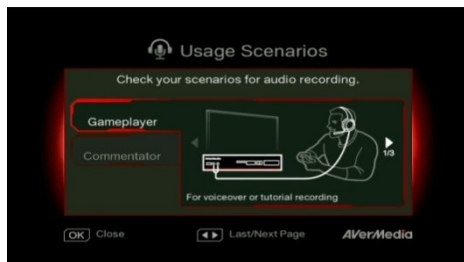 Usage Scenarios
Check your scenarios for audio recording.
Gameplayer
Commentator
1/3
For voiceover or tutorial recording
OK Close
Last/Next Page
AVerMedia